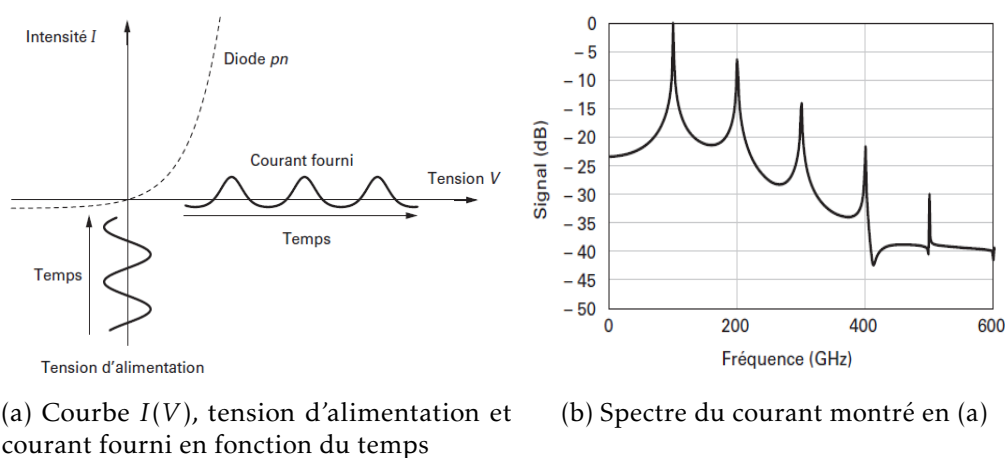 Intensité I
Diode pn
Courant fourni
Tension V
Temps
Temps
Tension d’alimentation
0
– 5
– 10
– 15
– 20
– 25
– 30
– 35
– 40
– 45
– 50
Signal (dB)
0 200 400 600
Fréquence (GHz)
(a) Courbe I(V), tension d’alimentation et
courant fourni en fonction du temps
(b) Spectre du courant montré en (a)